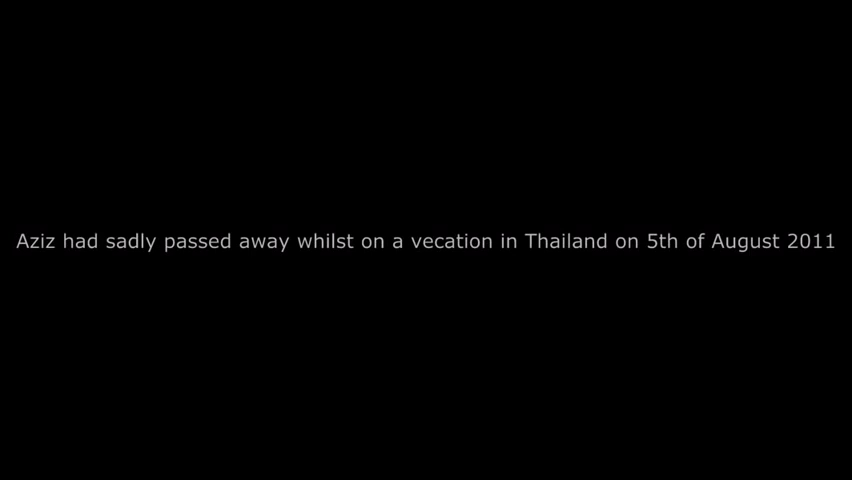 Aziz had sadly passed away whilst on a vecation in Thailand on 5th of August 2011